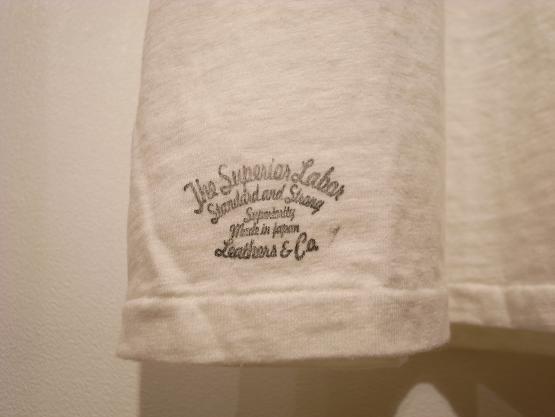 The Superior Labor
Standard and Strong
Superiority
Made in Japan
Leathers & Co.